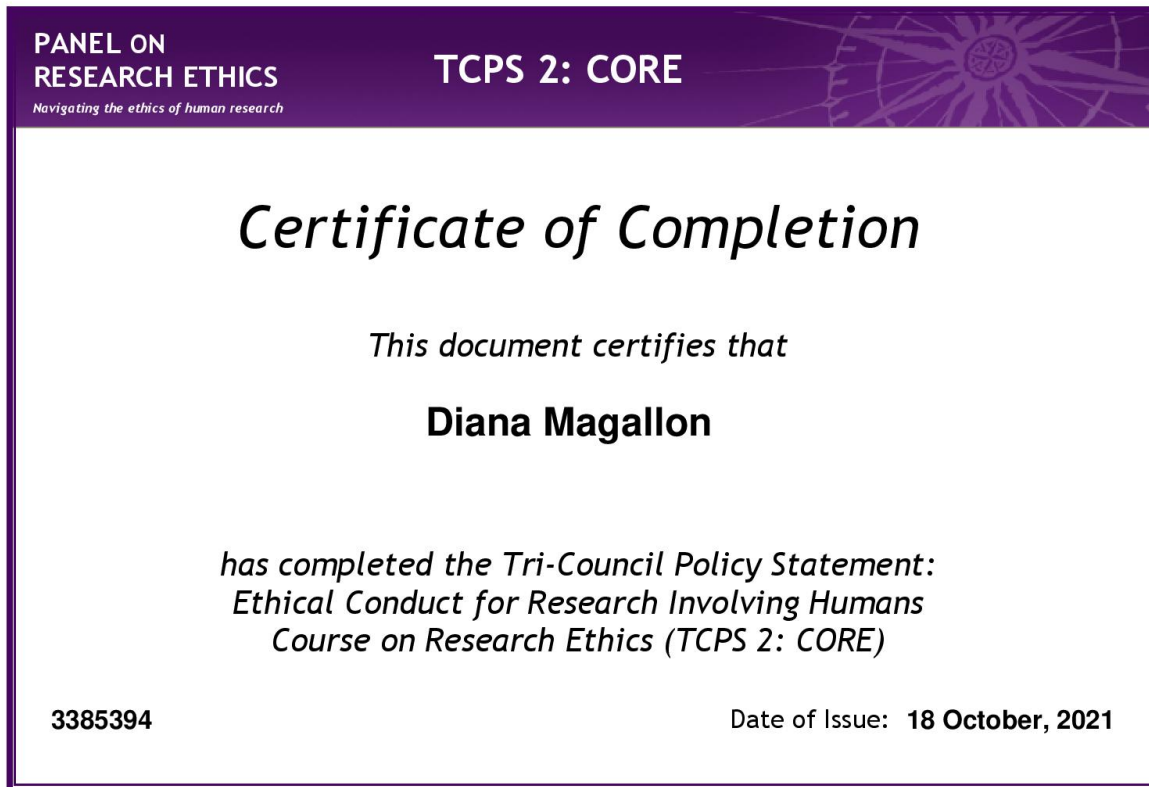 PANEL ON
RESEARCH ETHICS
Navigating the ethics of human research
TCPS 2: CORE
Certificate of Completion
This document certifies that
Diana Magallon
has completed the Tri-Council Policy Statement:
Ethical Conduct for Research Involving Humans
Course on Research Ethics (TCPS 2: CORE)
3385394
Date of Issue: 18 October, 2021